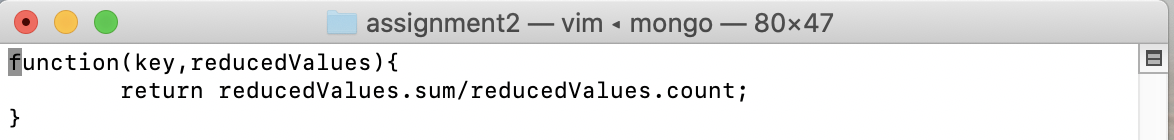 assignment2 — vim ◂ mongo — 80×47
function(key,reducedValues){
        return reducedValues.sum/reducedValues.count;
}